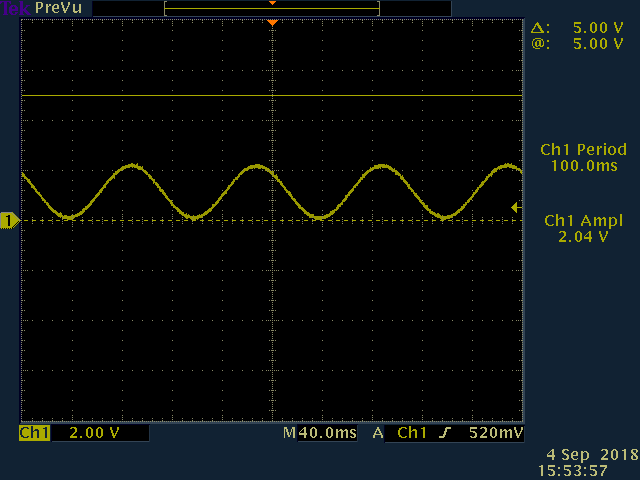 Tek PreVu
Δ: 5.00 V
@: 5.00 V
Ch1 Period
100.0ms
1
Ch1 Ampl
2.04 V
Ch1 2.00 V M 40.0ms A Ch1 520mV
4 Sep 2018
15:53:57